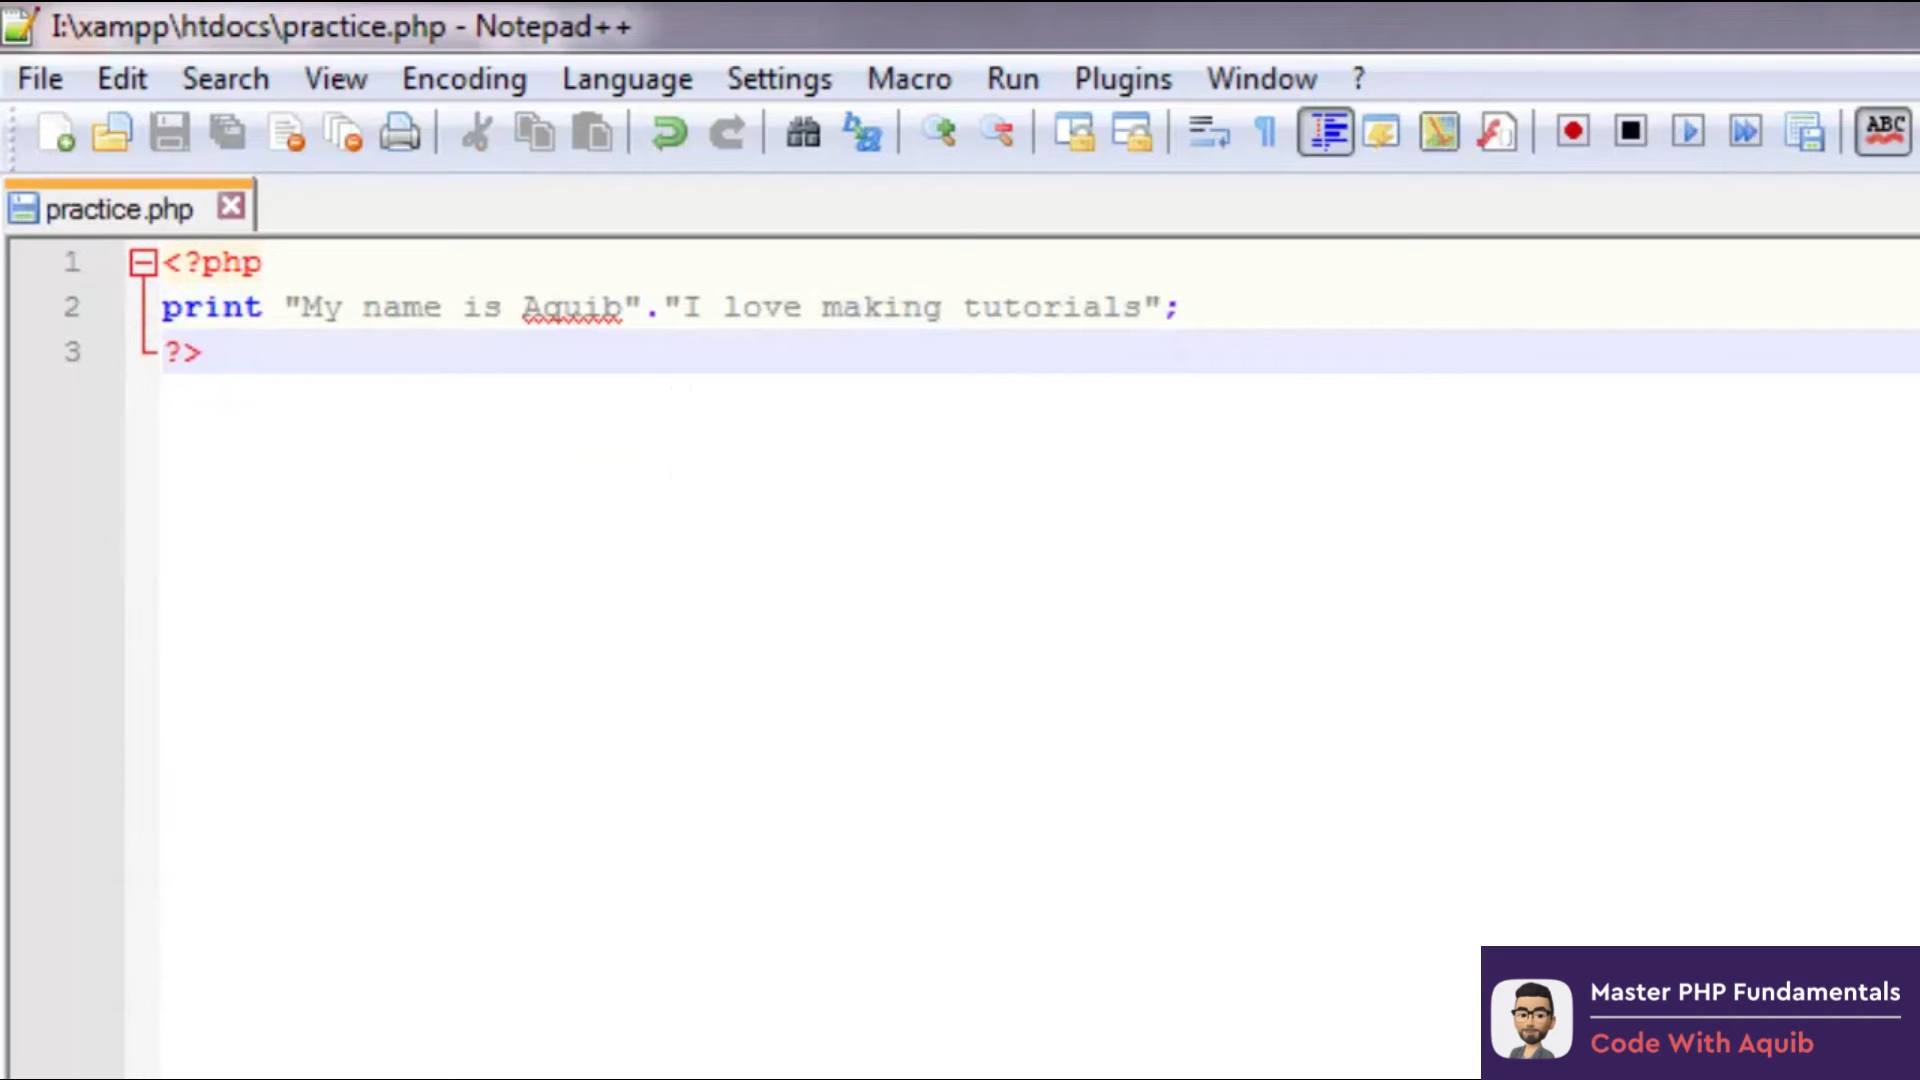 I:\xampp\htdocs\practice.php - Notepad++
File Edit Search View Encoding Language Settings Macro Run Plugins Window ?
ABC
practice.php
1 <?php
2 print "My name is Aquib"."I love making tutorials";
3 ?>
Master PHP Fundamentals
Code With Aquib